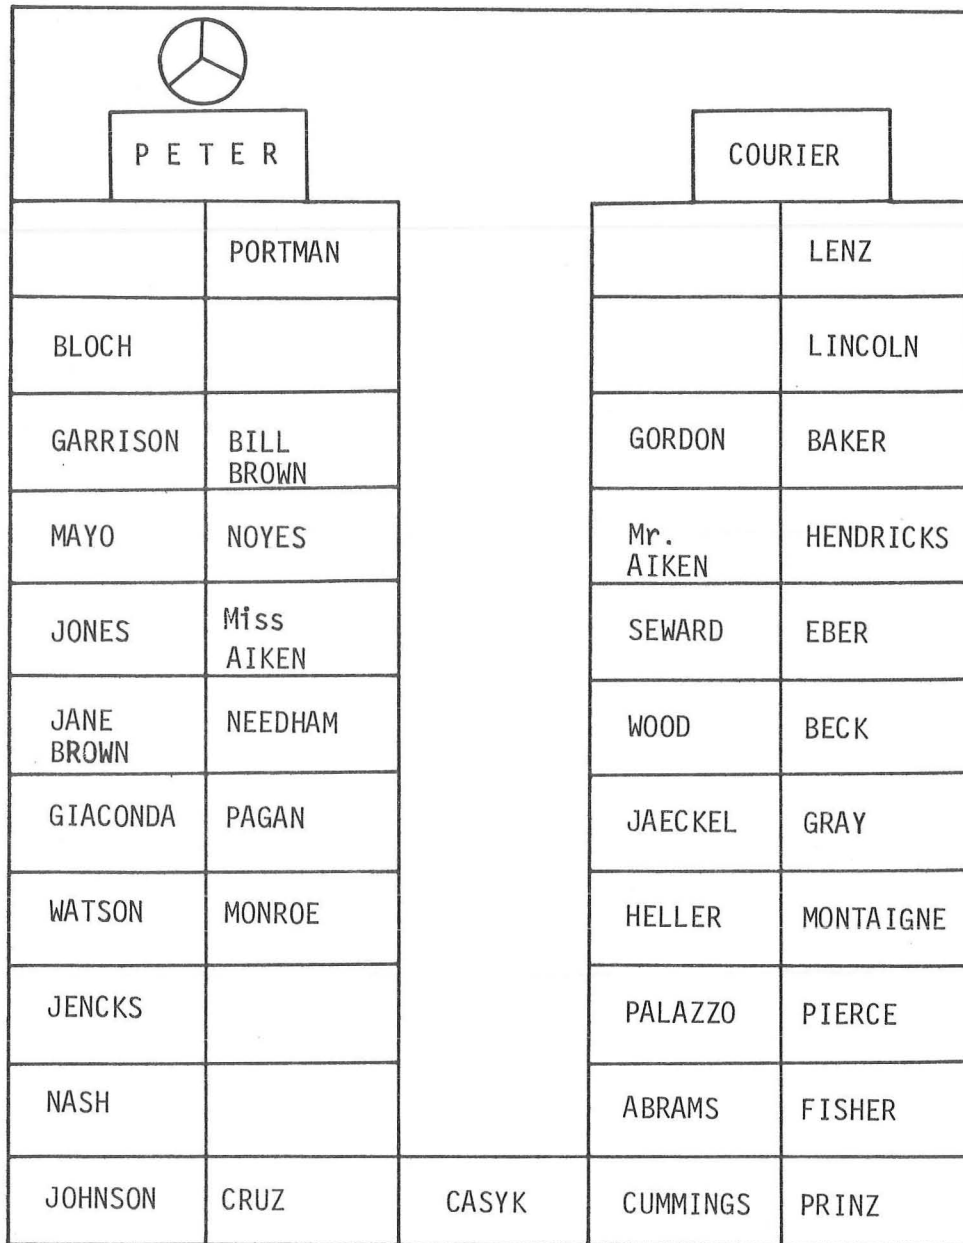 P E T E R
COURIER
PORTMAN
LENZ
BLOCH
LINCOLN
GARRISON
BILL
BROWN
GORDON
BAKER
MAYO
NOYES
Mr.
AIKEN
HENDRICKS
JONES
Miss
AIKEN
SEWARD
EBER
JANE
BROWN
NEEDHAM
WOOD
BECK
GIACONDA
PAGAN
JAECKEL
GRAY
WATSON
MONROE
HELLER
MONTAIGNE
JENCKS
PALAZZO
PIERCE
NASH
ABRAMS
FISHER
JOHNSON
CRUZ
CASYK
CUMMINGS
PRINZ